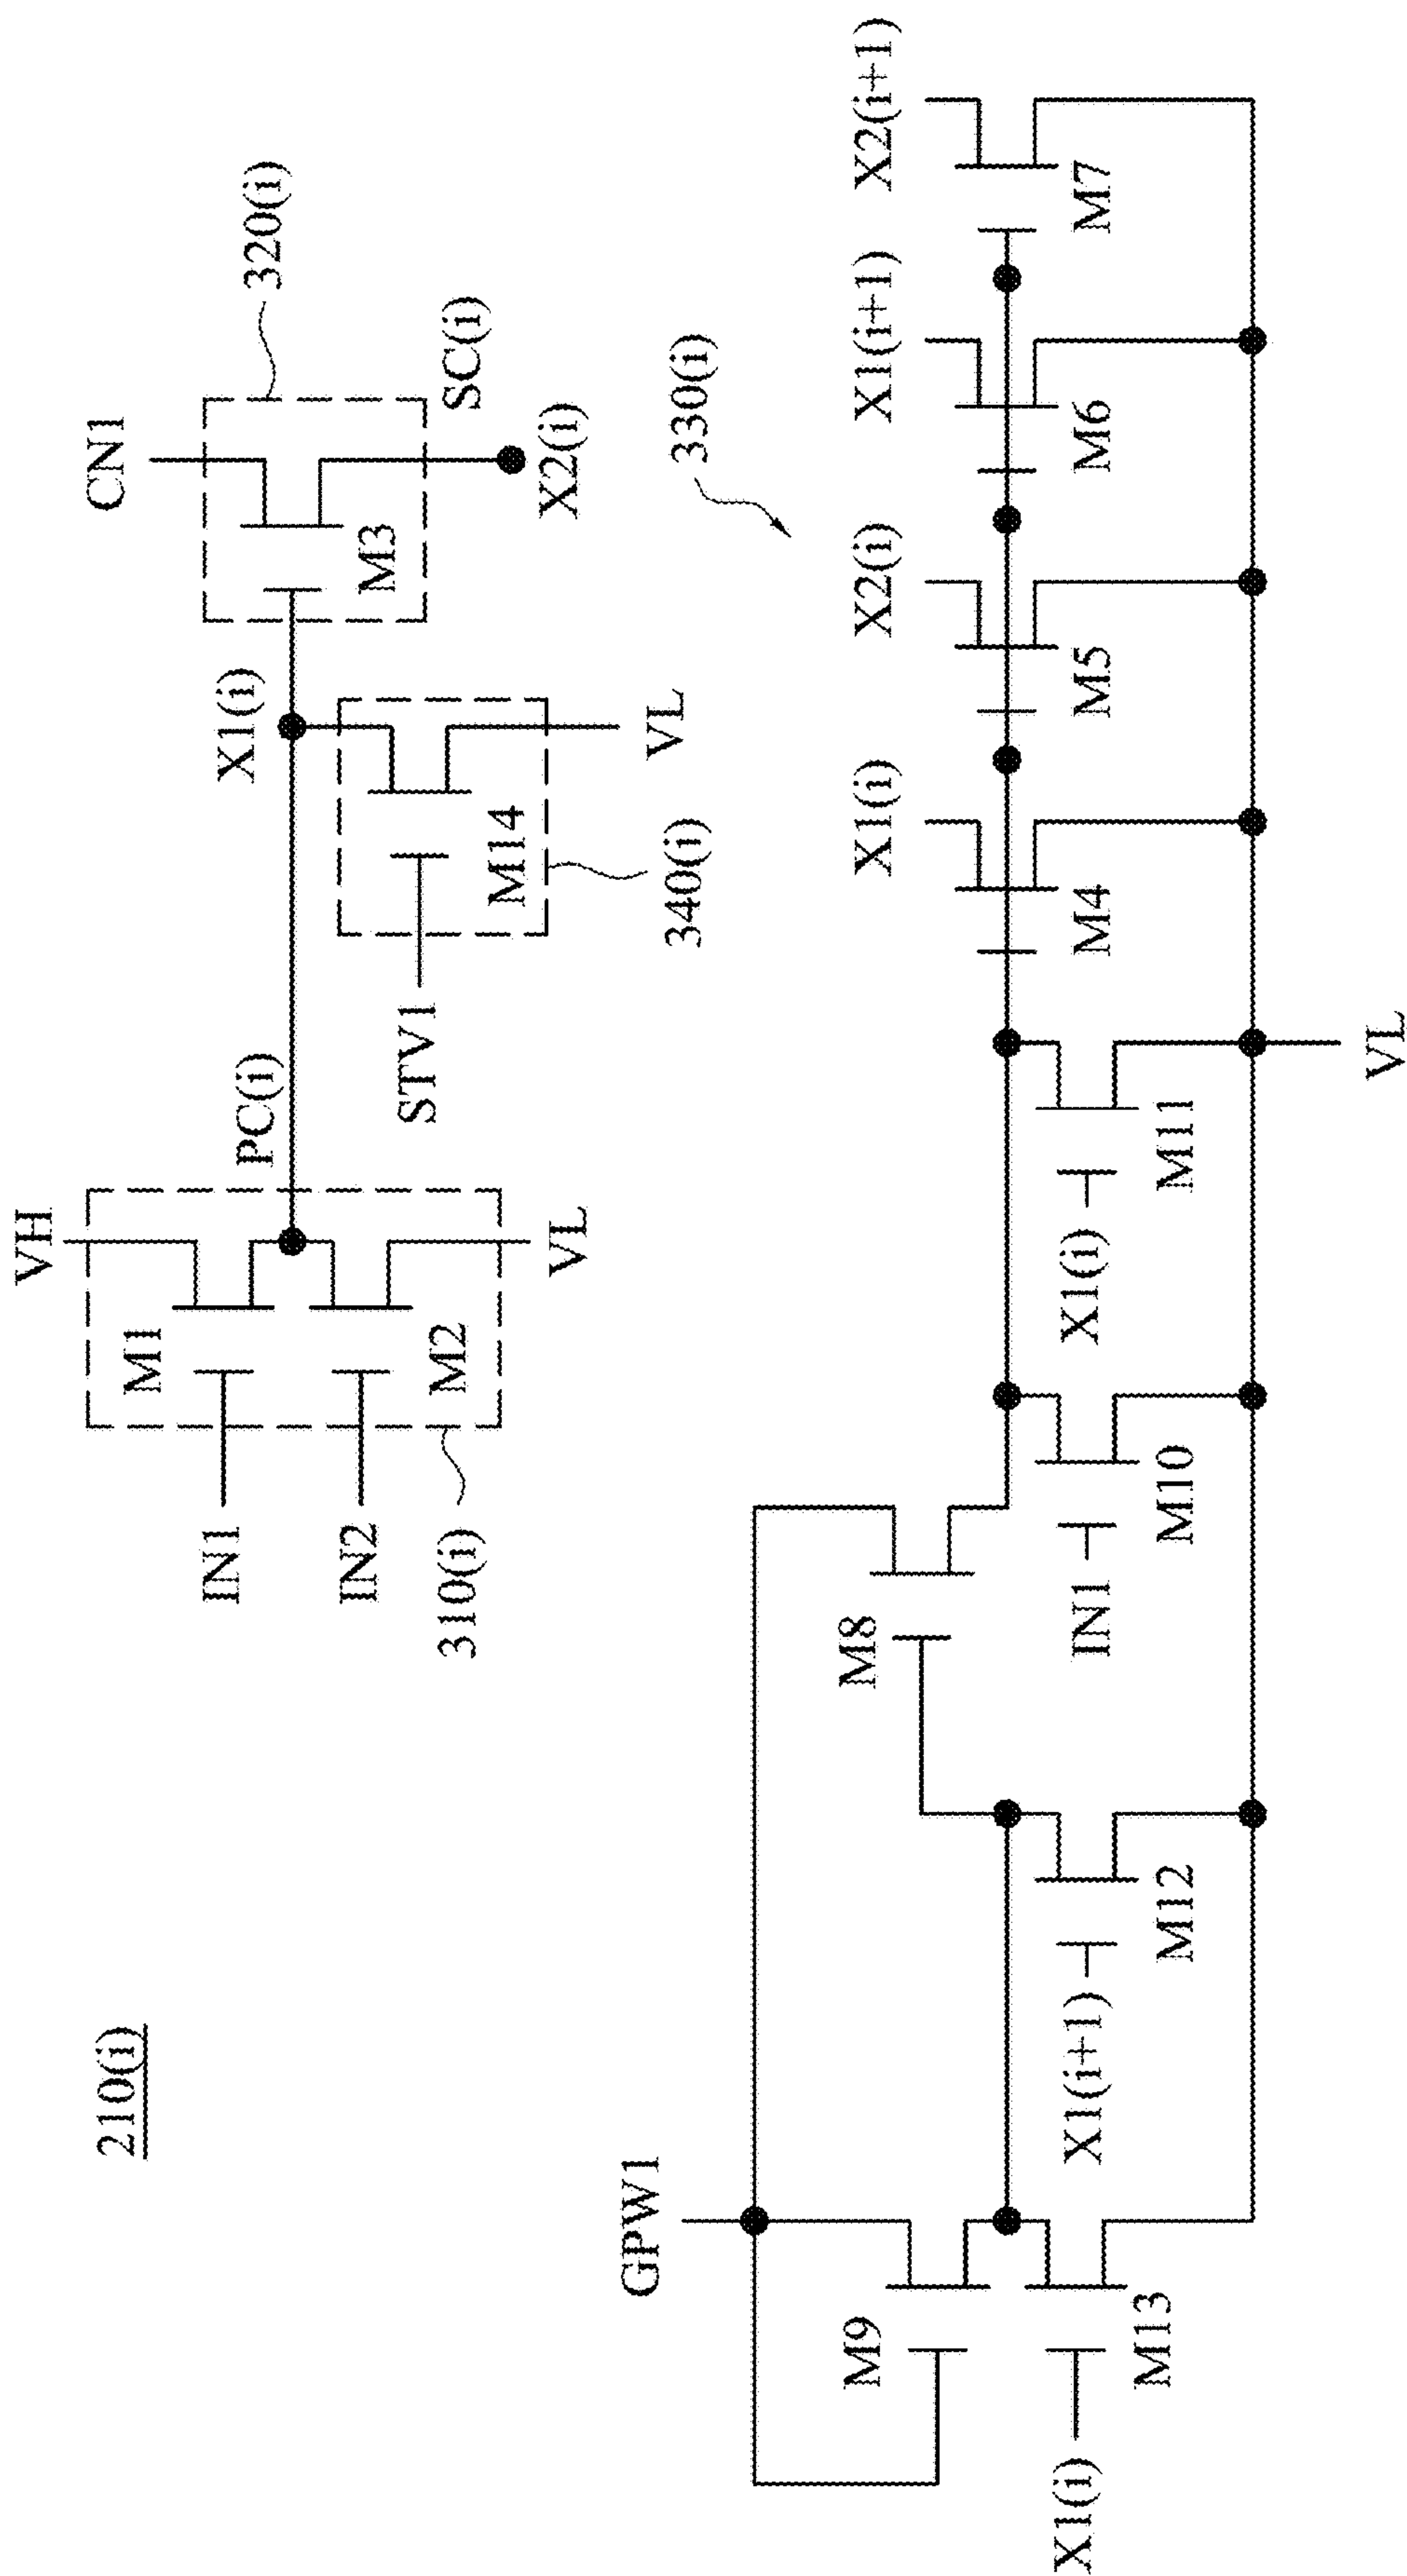 210(i)
VH
PC(i)
X1(i)
CN1
320(i)
M1
IN1
M2
IN2
310(i)
VL
STV1
M14
VL
340(i)
M3
SC(i)
X2(i)
330(i)
GPW1
M9
X1(i)
M13
X1(i+1)
M12
M8
IN1
M10
X1(i)
M11
VL
X1(i)
M4
X2(i)
M5
X1(i+1)
M6
X2(i+1)
M7